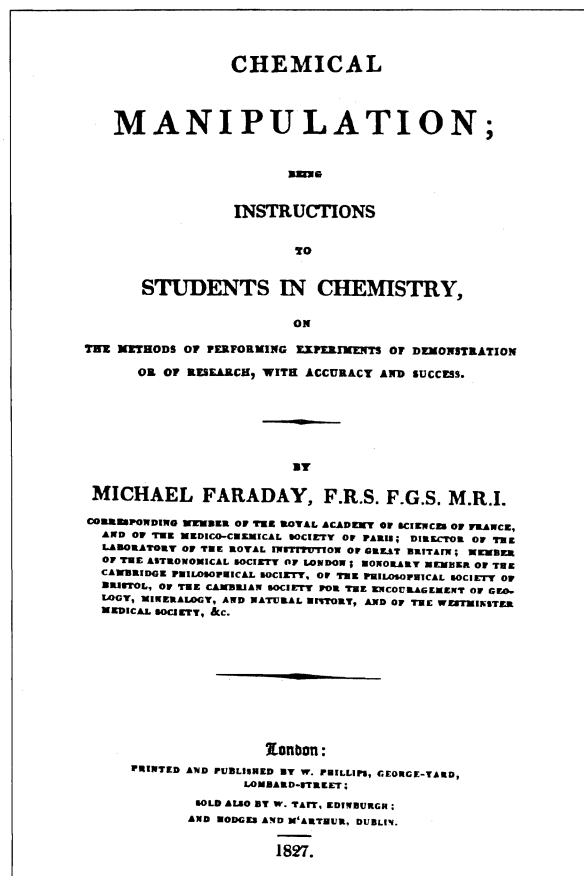 CHEMICAL
MANIPULATION;
BEING
INSTRUCTIONS
TO
STUDENTS IN CHEMISTRY,
ON
THE METHODS OF PERFORMING EXPERIMENTS OF DEMONSTRATION
OR OF RESEARCH, WITH ACCURACY AND SUCCESS.
BY
MICHAEL FARADAY, F.R.S. F.G.S. M.R.I.
CORRESPONDING MEMBER OF THE ROYAL ACADEMY OF SCIENCES OF FRANCE,
AND OF THE MEDICO-CHEMICAL SOCIETY OF PARIS; DIRECTOR OF THE
LABORATORY OF THE ROYAL INSTITUTION OF GREAT BRITAIN; MEMBER
OF THE ASTRONOMICAL SOCIETY OF LONDON; HONORARY MEMBER OF THE
CAMBRIDGE PHILOSOPHICAL SOCIETY, OF THE PHILOSOPHICAL SOCIETY OF
BRISTOL, OF THE CAMBRIAN SOCIETY FOR THE ENCOURAGEMENT OF GEO-
LOGY, MINERALOGY, AND NATURAL HISTORY, AND OF THE WESTMINSTER
MEDICAL SOCIETY, &c.
London:
PRINTED AND PUBLISHED BY W. PHILLIPS, GEORGE-YARD,
LOMBARD-STREET;
SOLD ALSO BY W. TAIT, EDINBURGH;
AND HODGES AND M'ARTHUR, DUBLIN.
1827.